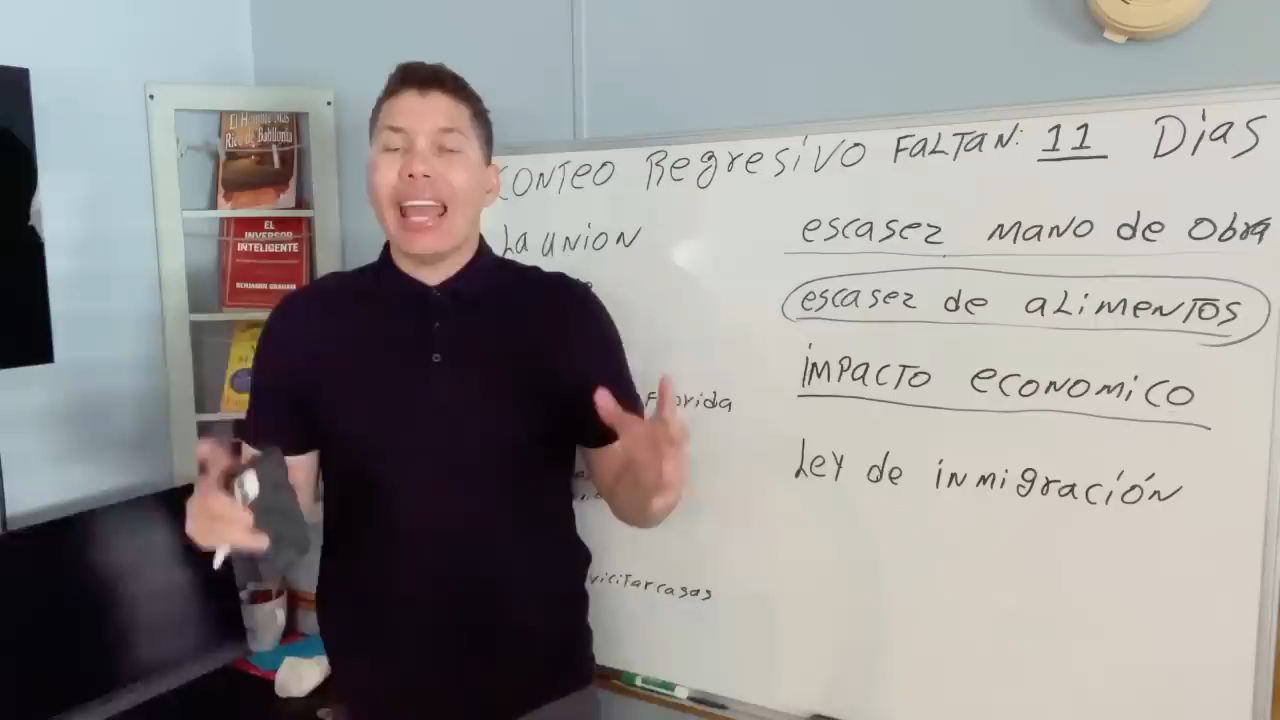 El Hombre Más
Rico de Babilonia
EL
INVERSOR
INTELIGENTE
BENJAMIN GRAHAM
CONTEO REgRESIVO FALTAN: 11 DIAS
La UNION
escasez MANO de Obra
escasez de aLimeNTOS
IMPACTO ECONOMICO
Florida
Ley de inmigración
viciTar casas